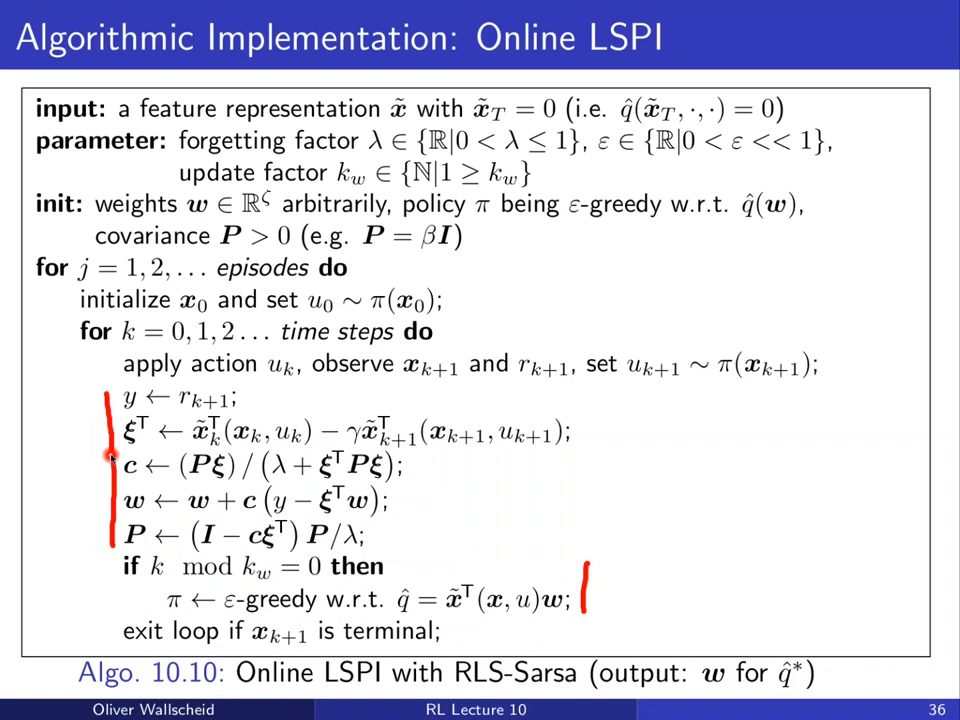 Algorithmic Implementation: Online LSPI
input: a feature representation x̃ with x̃_T = 0 (i.e. q̂(x̃_T, ·, ·) = 0)
parameter: forgetting factor λ ∈ {ℝ|0 < λ ≤ 1}, ε ∈ {ℝ|0 < ε << 1},
update factor k_w ∈ {ℕ|1 ≥ k_w}
init: weights w ∈ ℝ^ζ arbitrarily, policy π being ε-greedy w.r.t. q̂(w),
covariance P > 0 (e.g. P = βI)
for j = 1, 2, . . . episodes do
initialize x_0 and set u_0 ∼ π(x_0);
for k = 0, 1, 2 . . . time steps do
apply action u_k, observe x_{k+1} and r_{k+1}, set u_{k+1} ∼ π(x_{k+1});
y ← r_{k+1};
ξ^T ← x̃_k^T(x_k, u_k) − γx̃_{k+1}^T(x_{k+1}, u_{k+1});
c ← (Pξ) / (λ + ξ^T Pξ);
w ← w + c (y − ξ^T w);
P ← (I − cξ^T) P/λ;
if k mod k_w = 0 then
π ← ε-greedy w.r.t. q̂ = x̃^T(x, u)w;
exit loop if x_{k+1} is terminal;
Algo. 10.10: Online LSPI with RLS-Sarsa (output: w for q̂*)
Oliver Wallscheid RL Lecture 10 36